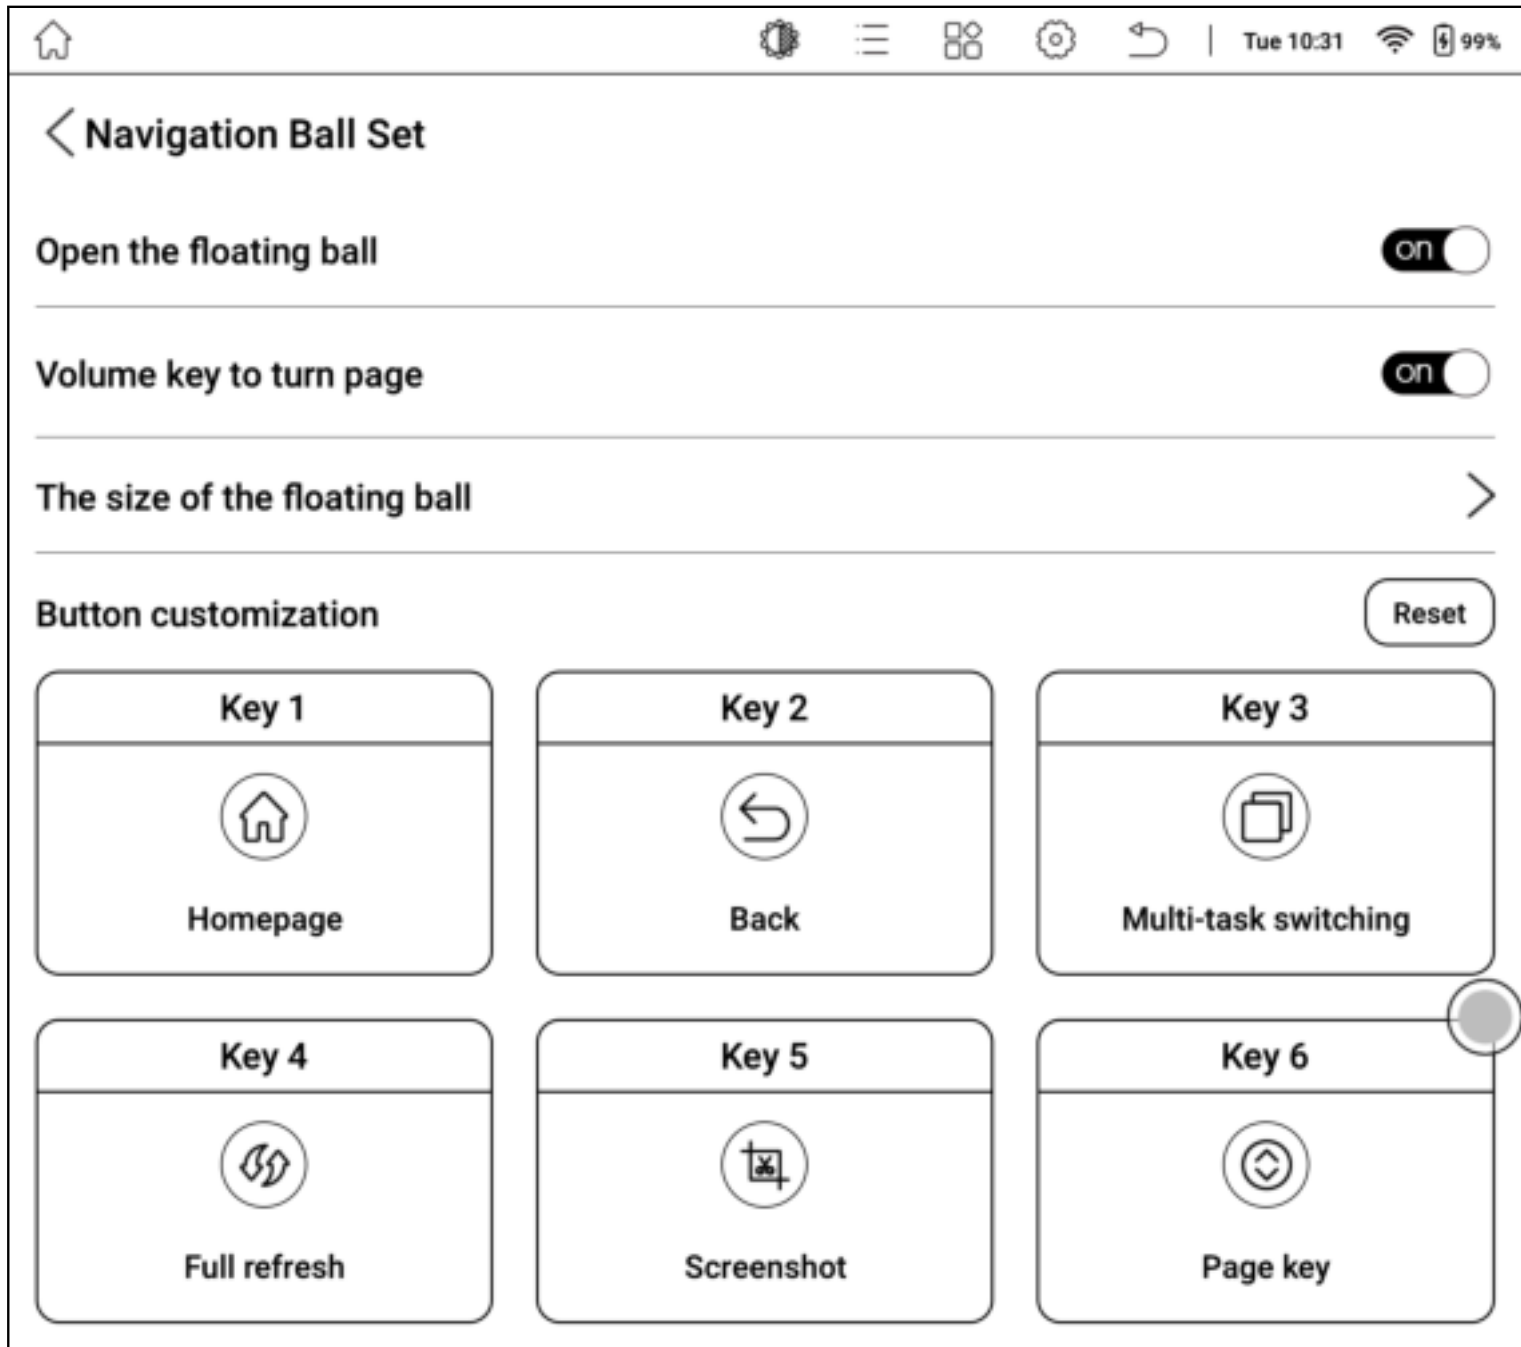 Tue 10:31 99%
Navigation Ball Set
Open the floating ball on
Volume key to turn page on
The size of the floating ball
Button customization Reset
Key 1 Key 2 Key 3
Homepage Back Multi-task switching
Key 4 Key 5 Key 6
Full refresh Screenshot Page key